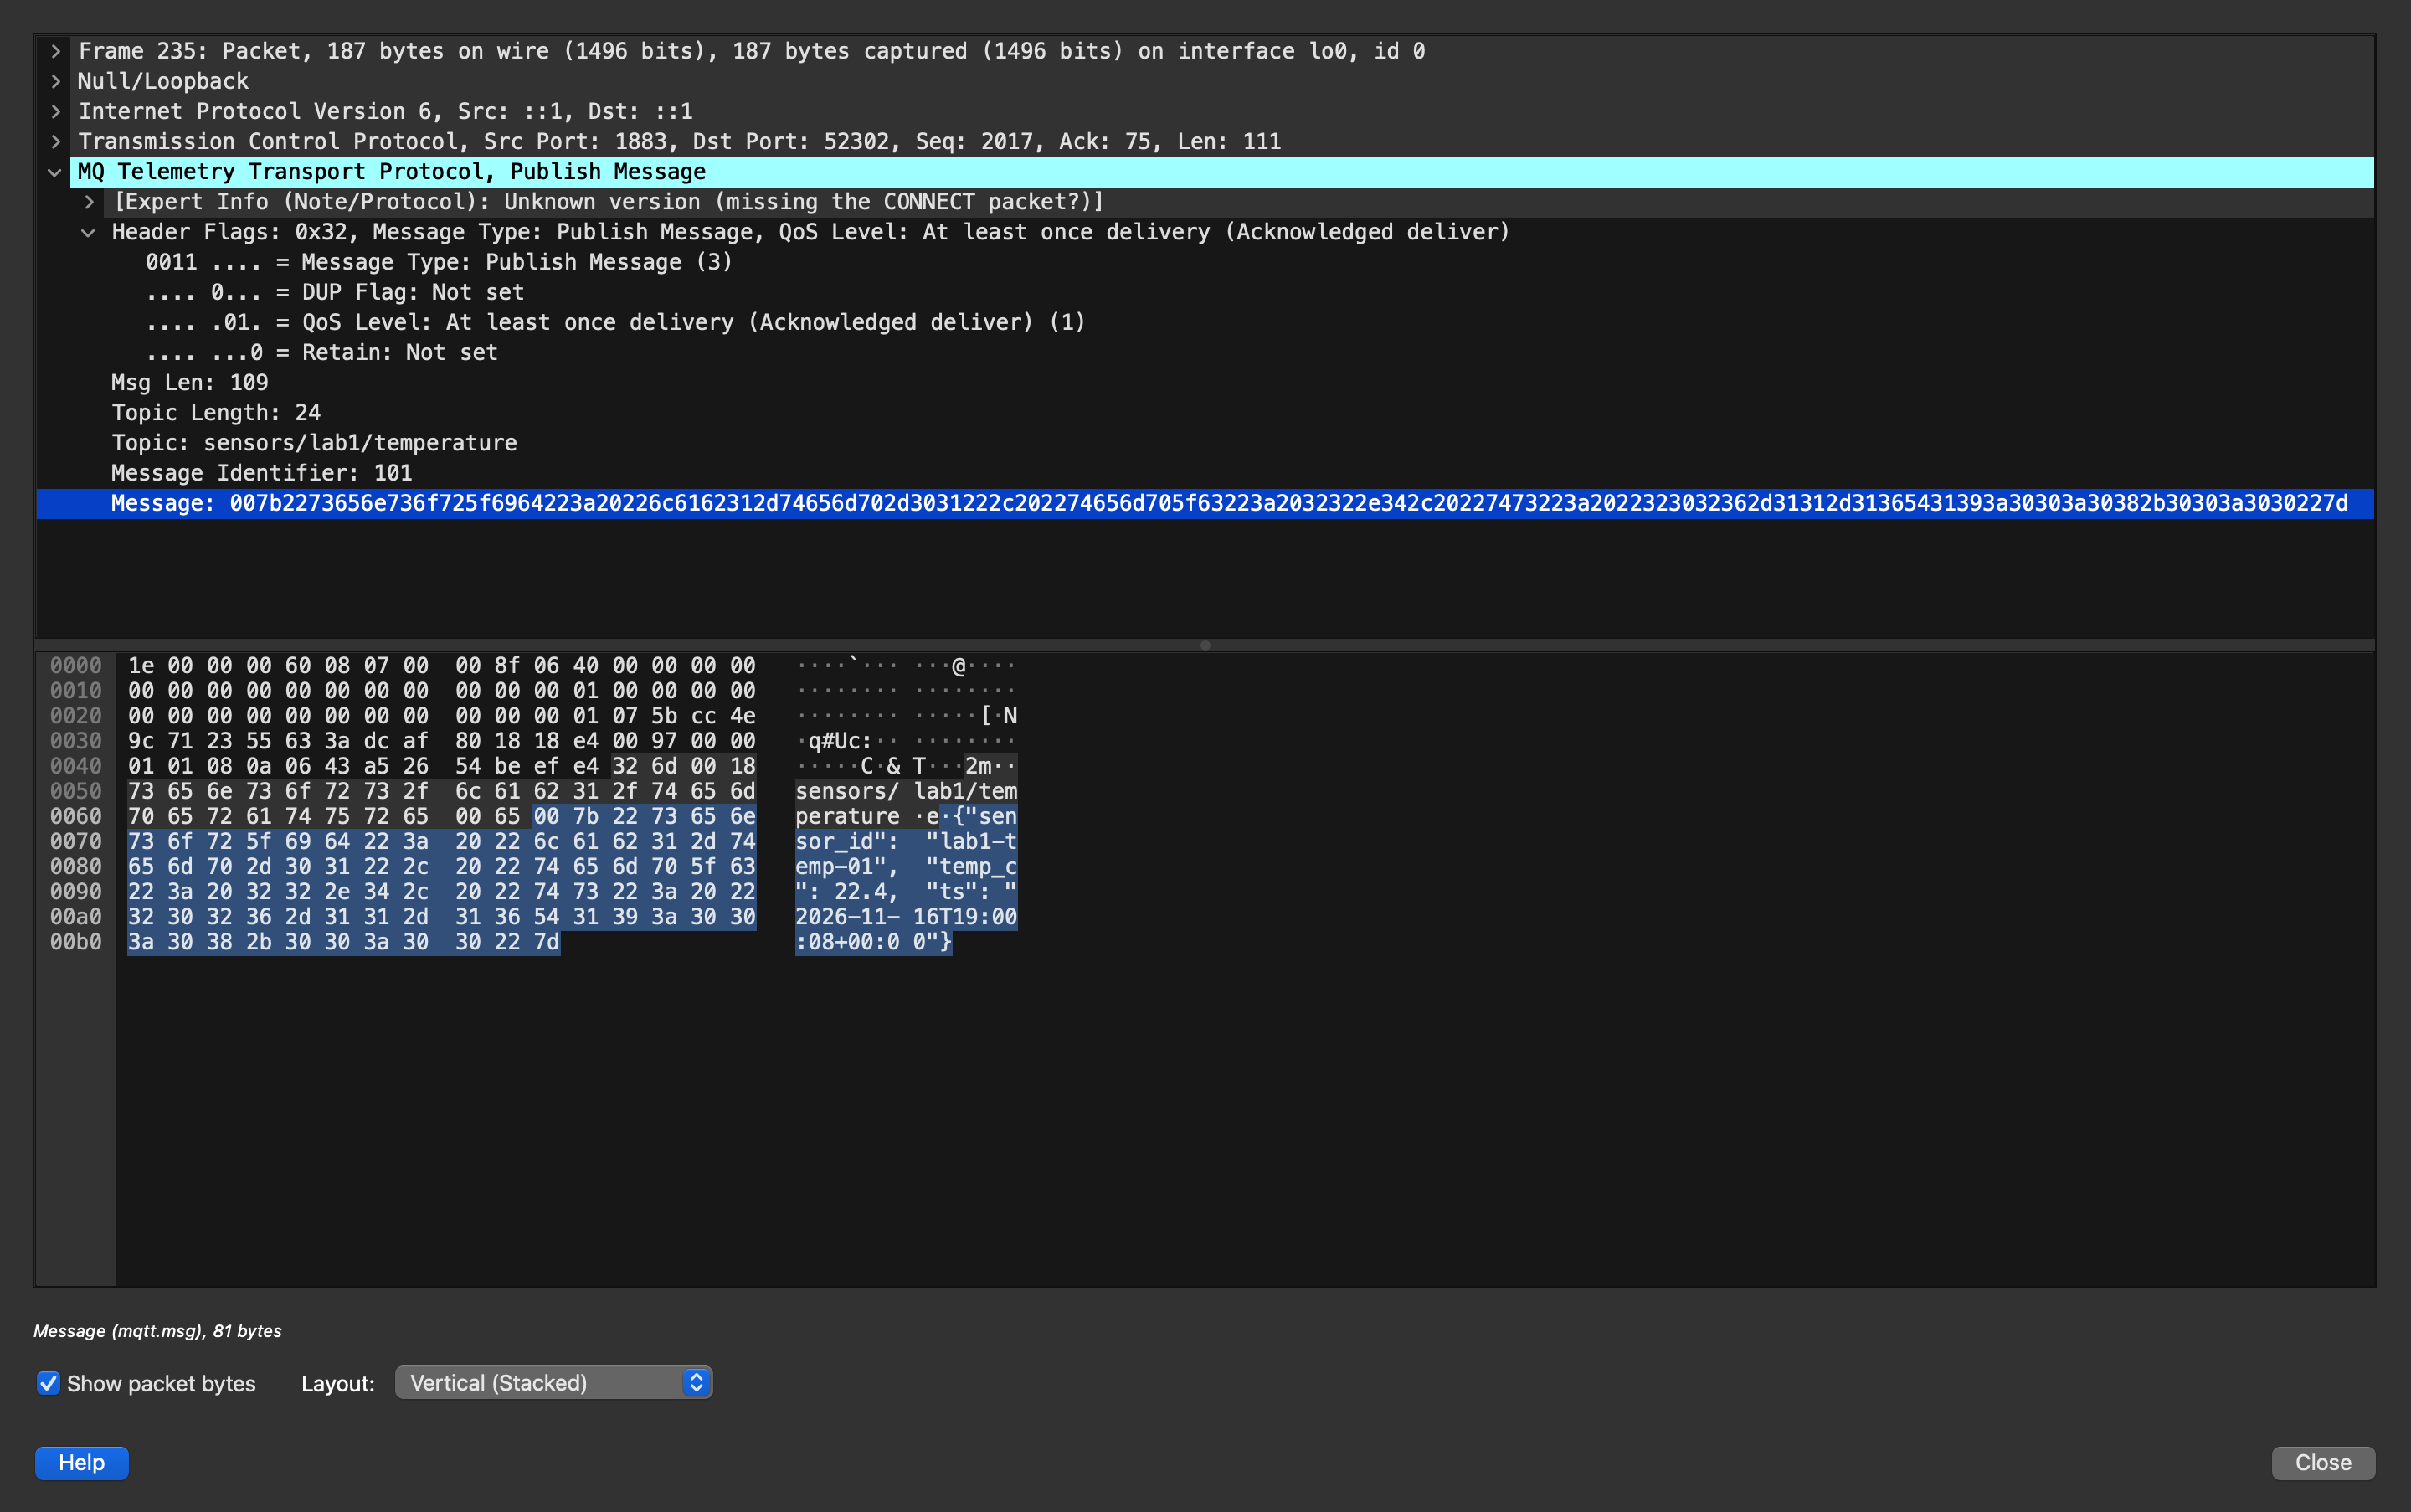 Frame 235: Packet, 187 bytes on wire (1496 bits), 187 bytes captured (1496 bits) on interface lo0, id 0
Null/Loopback
Internet Protocol Version 6, Src: ::1, Dst: ::1
Transmission Control Protocol, Src Port: 1883, Dst Port: 52302, Seq: 2017, Ack: 75, Len: 111
MQ Telemetry Transport Protocol, Publish Message
[Expert Info (Note/Protocol): Unknown version (missing the CONNECT packet?)]
Header Flags: 0x32, Message Type: Publish Message, QoS Level: At least once delivery (Acknowledged deliver)
0011 .... = Message Type: Publish Message (3)
.... 0... = DUP Flag: Not set
.... .01. = QoS Level: At least once delivery (Acknowledged deliver) (1)
.... ...0 = Retain: Not set
Msg Len: 109
Topic Length: 24
Topic: sensors/lab1/temperature
Message Identifier: 101
Message: 007b2273656e736f725f6964223a20226c6162312d74656d702d3031222c202274656d705f63223a2032322e342c20227473223a2022323032362d31312d31365431393a30303a30382b30303a3030227d
0000 1e 00 00 00 60 08 07 00 00 8f 06 40 00 00 00 00 ····`··· ···@····
0010 00 00 00 00 00 00 00 00 00 00 00 01 00 00 00 00 ········ ········
0020 00 00 00 00 00 00 00 00 00 00 00 01 07 5b cc 4e ········ ·····[·N
0030 9c 71 23 55 63 3a dc af 80 18 18 e4 00 97 00 00 ·q#Uc:·· ········
0040 01 01 08 0a 06 43 a5 26 54 be ef e4 32 6d 00 18 ·····C·& T···2m··
0050 73 65 6e 73 6f 72 73 2f 6c 61 62 31 2f 74 65 6d sensors/ lab1/tem
0060 70 65 72 61 74 75 72 65 00 65 00 7b 22 73 65 6e perature ·e·{"sen
0070 73 6f 72 5f 69 64 22 3a 20 22 6c 61 62 31 2d 74 sor_id":  "lab1-t
0080 65 6d 70 2d 30 31 22 2c 20 22 74 65 6d 70 5f 63 emp-01",  "temp_c
0090 22 3a 20 32 32 2e 34 2c 20 22 74 73 22 3a 20 22 ": 22.4,  "ts": "
00a0 32 30 32 36 2d 31 31 2d 31 36 54 31 39 3a 30 30 2026-11- 16T19:00
00b0 3a 30 38 2b 30 30 3a 30 30 22 7d :08+00:0 0"}
Message (mqtt.msg), 81 bytes
Show packet bytes Layout: Vertical (Stacked)
Help Close